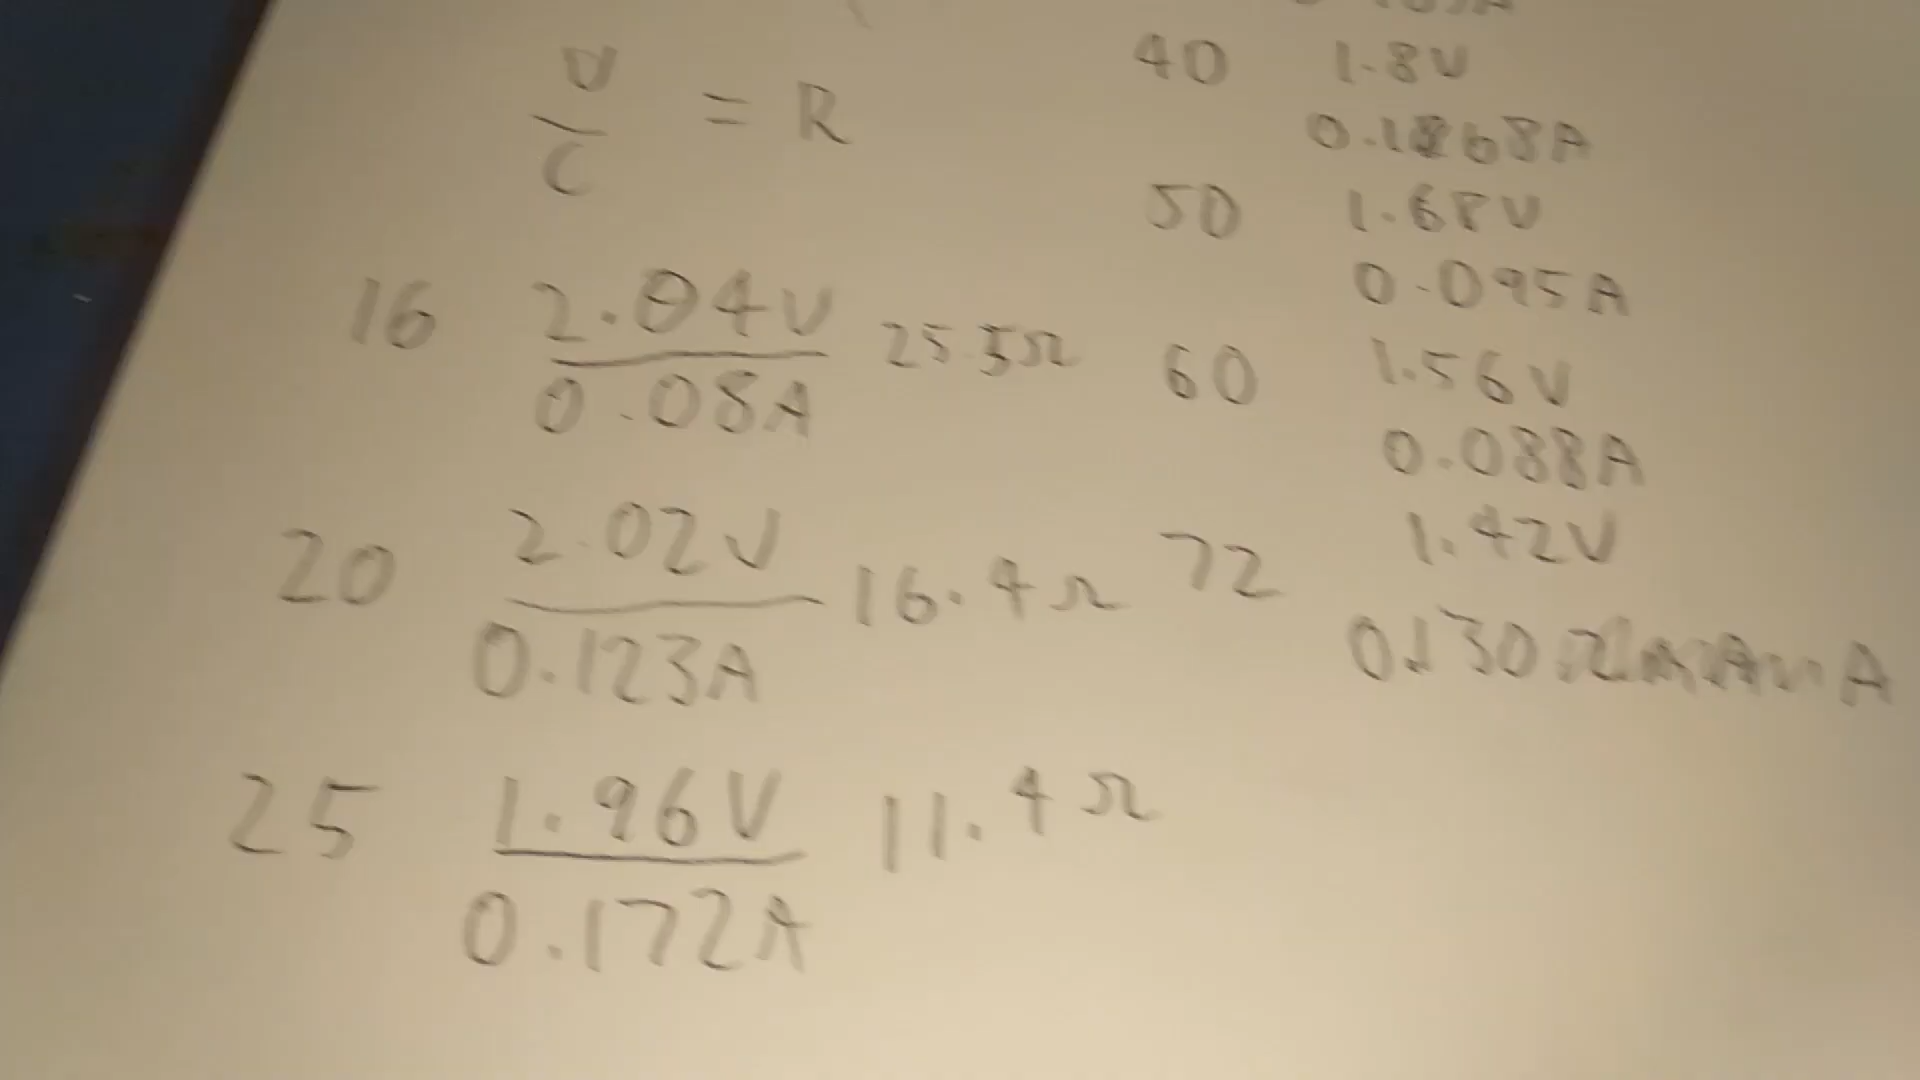 V
C
= R
16 2.04V 25.5Ω
0.08A
20 2.02V 16.4Ω
0.123A
25 1.96V 11.4Ω
0.172A
40 1.8V
50 1.68V
0.095A
60 1.56V
0.088A
72 1.42V
0.130 A